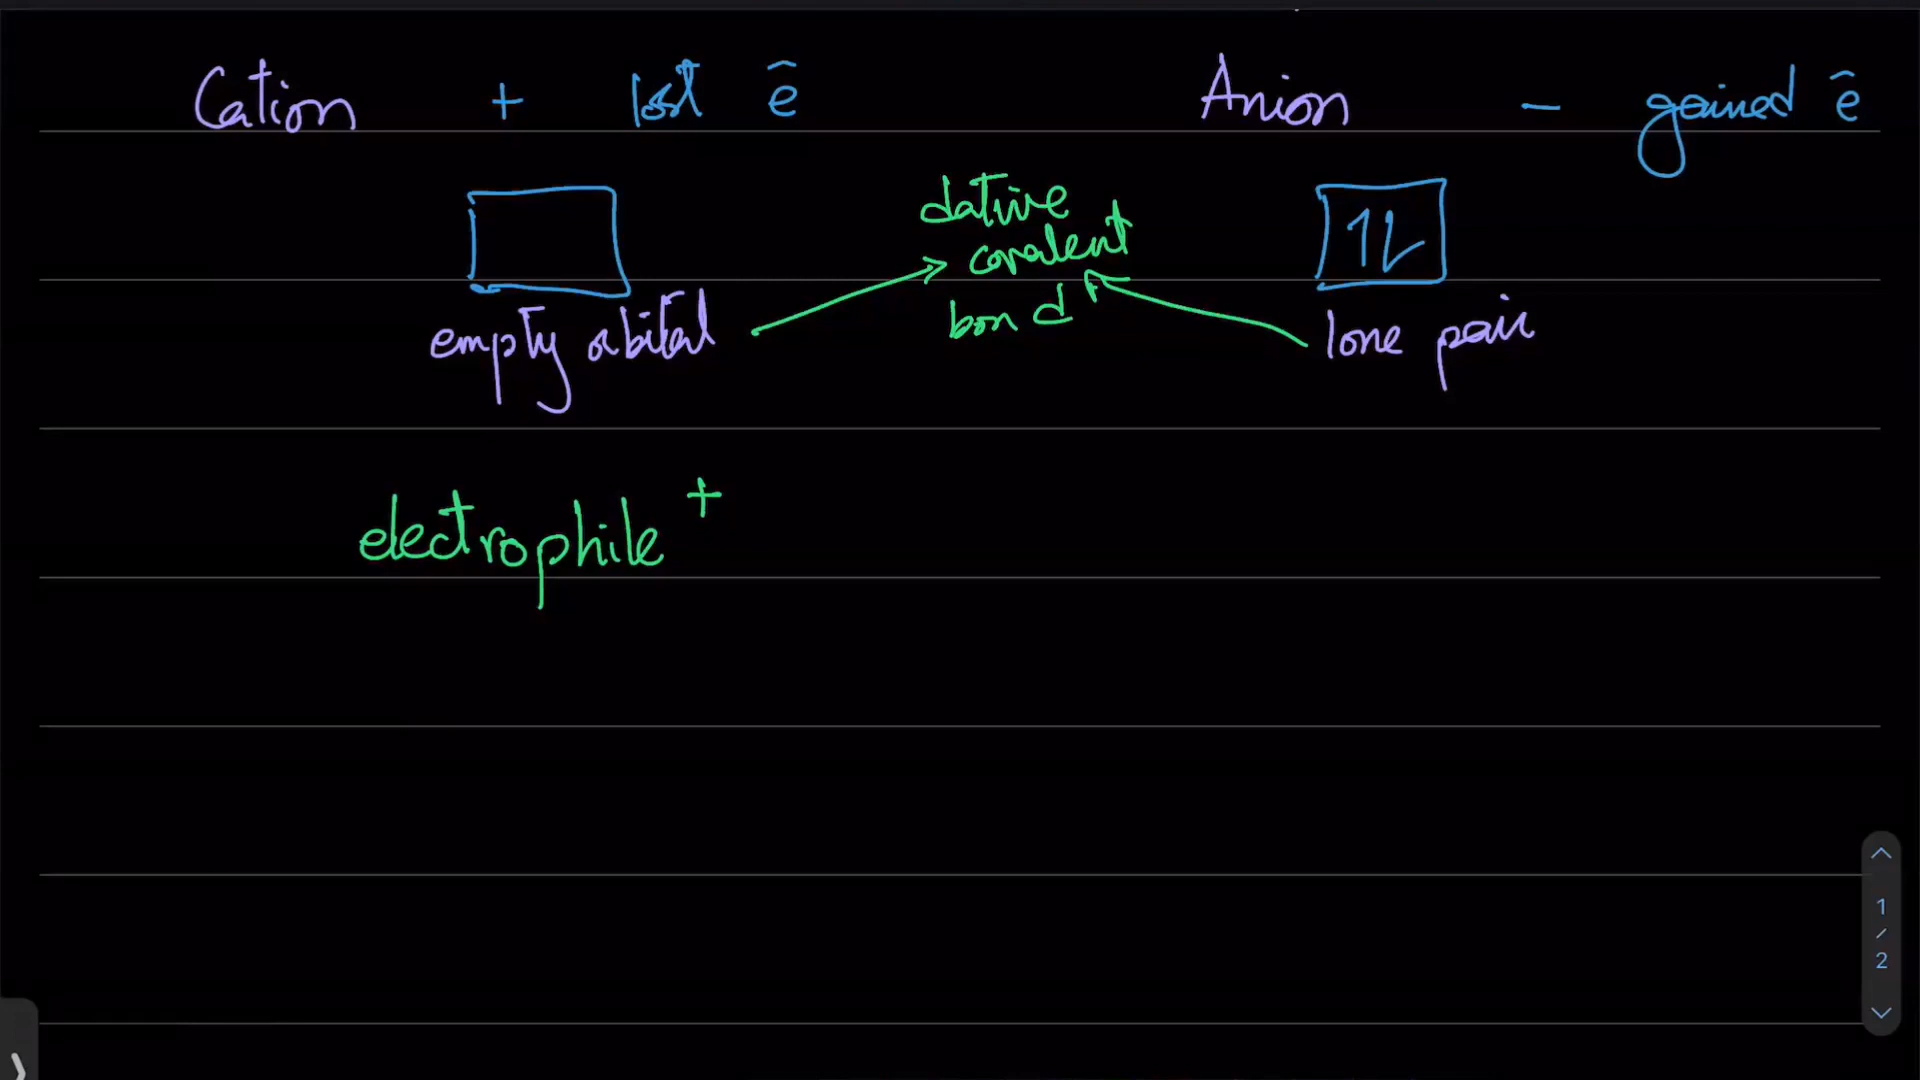 Cation + lost ē Anion - gained ē
dative
covalent
bond
empty orbital lone pair
electrophile +
1
/
2